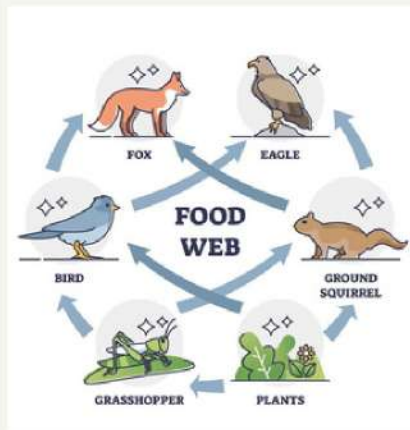 FOX
EAGLE
FOOD
WEB
BIRD
GROUND
SQUIRREL
GRASSHOPPER
PLANTS